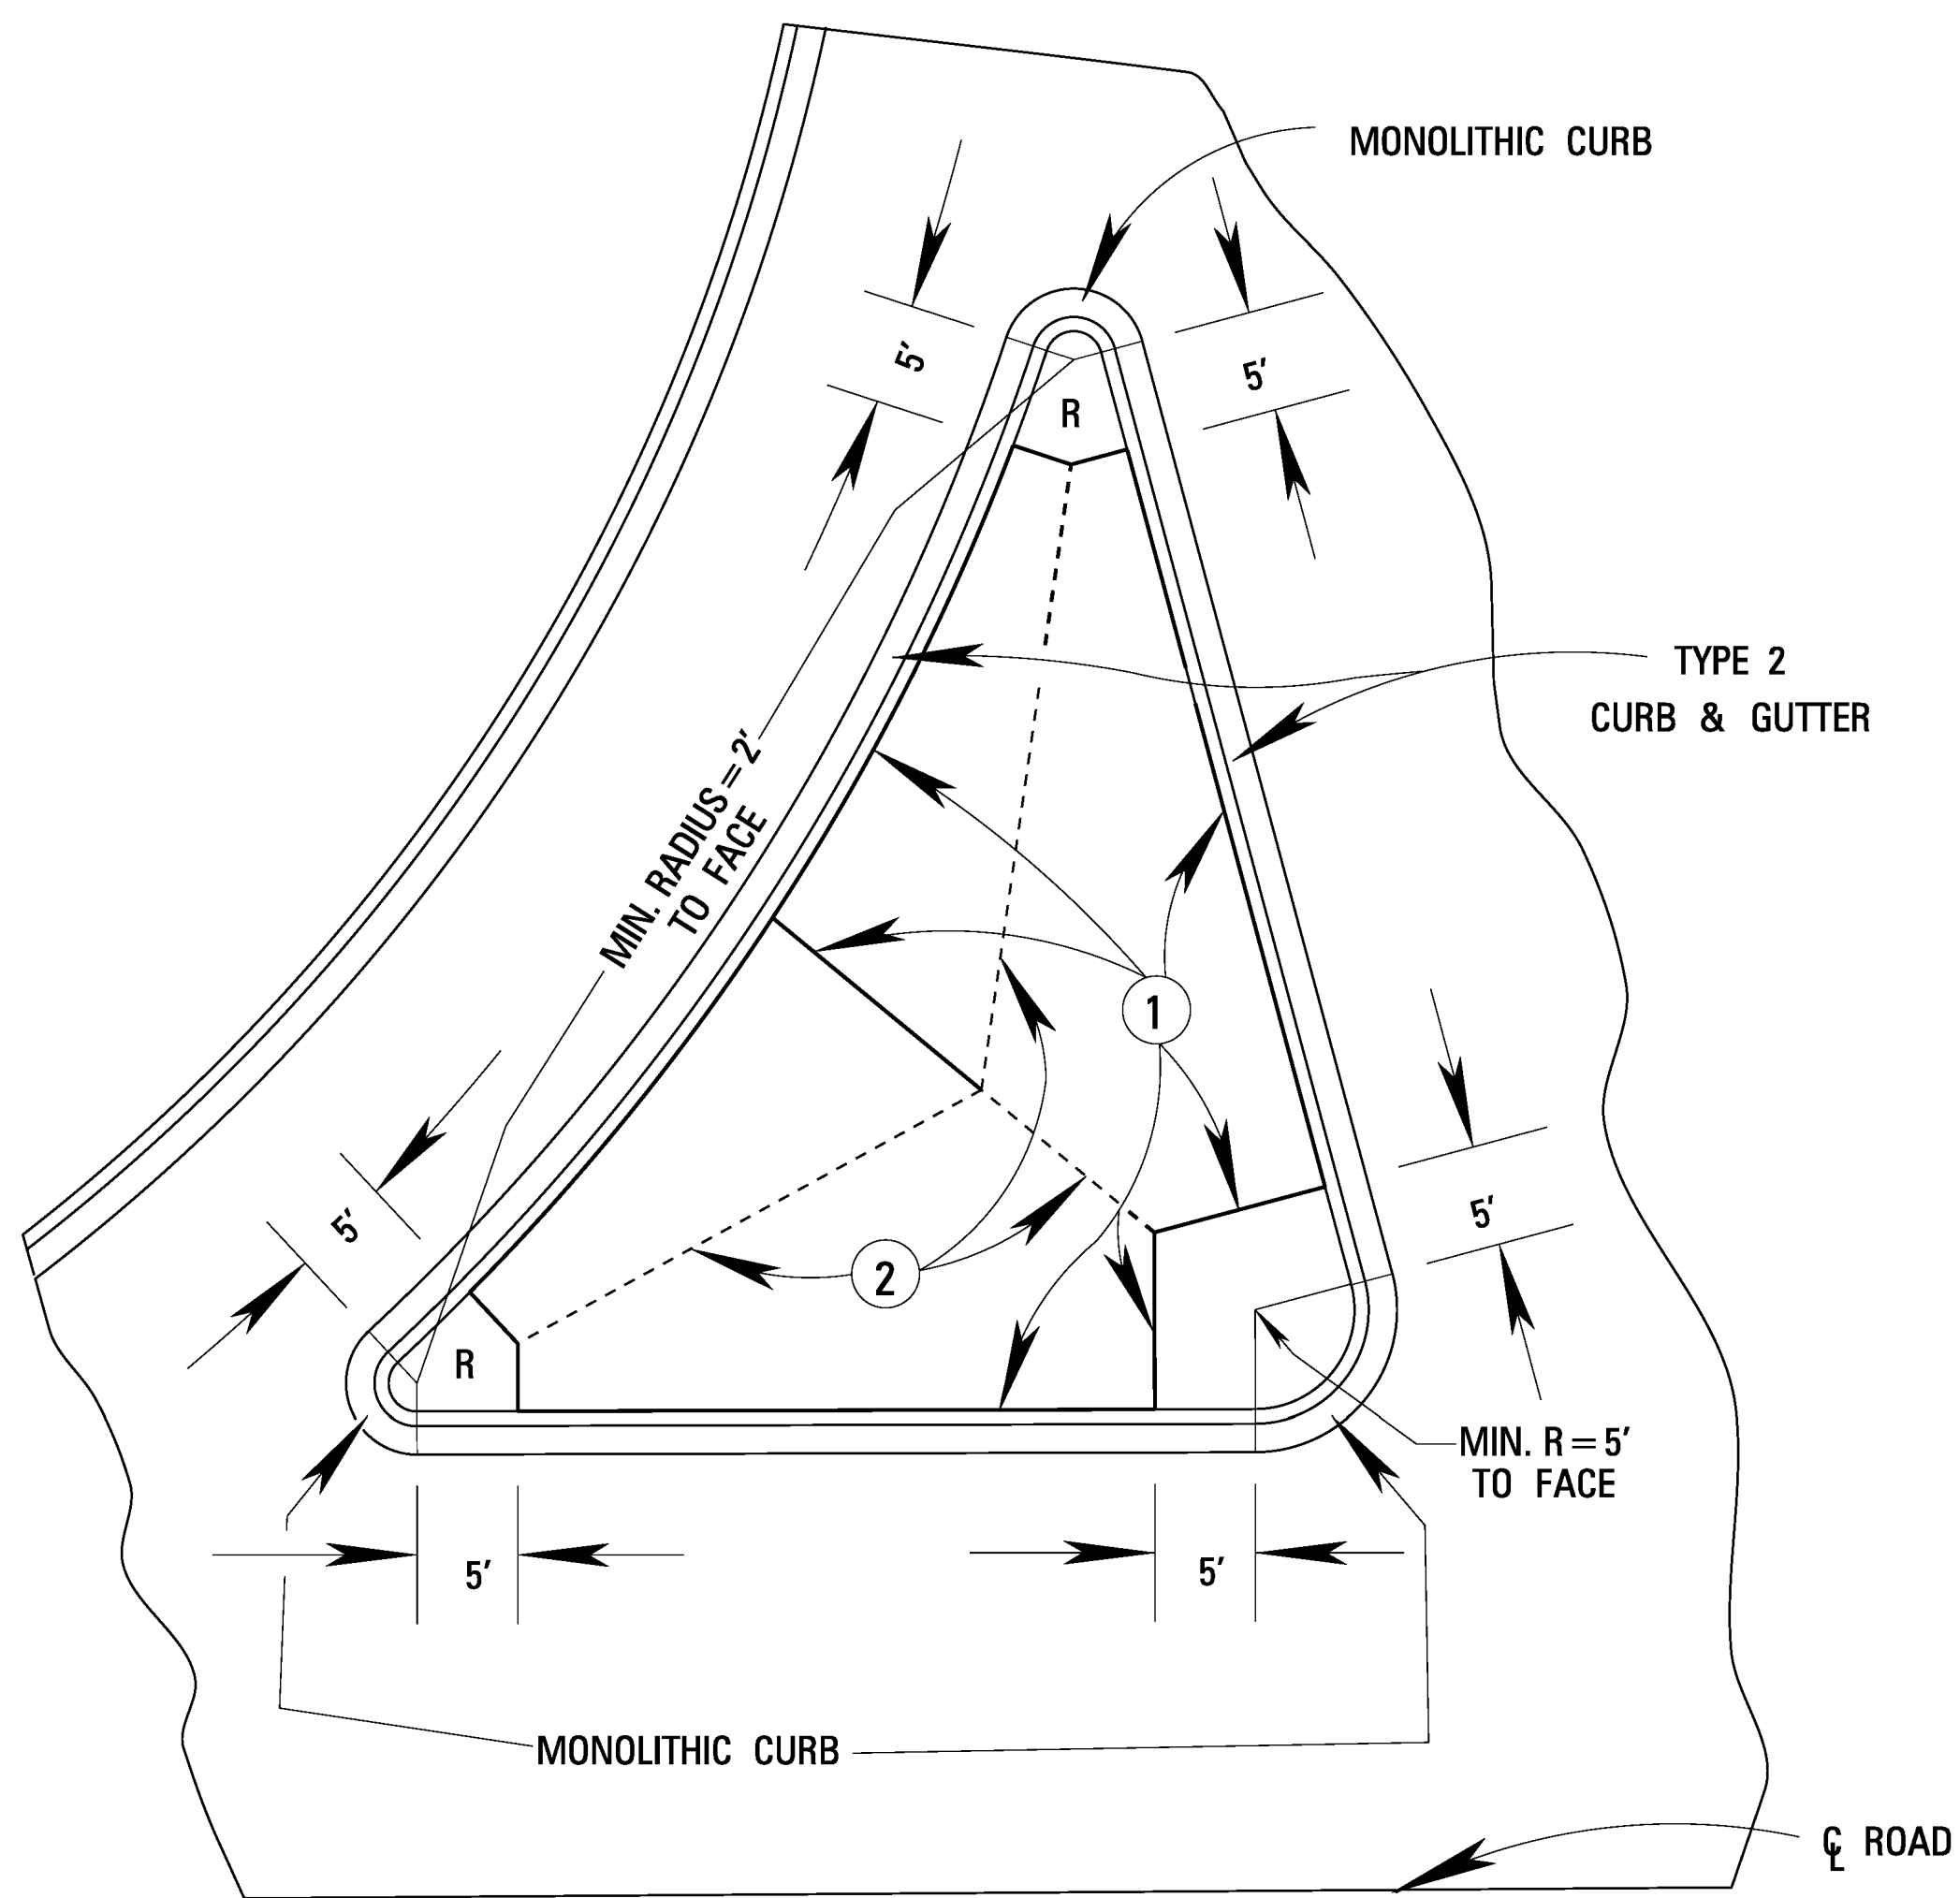 MONOLITHIC CURB
5'
5'
R
TYPE 2
CURB & GUTTER
MIN. RADIUS=2'
TO FACE
1
5'
5'
2
R
MIN. R=5'
TO FACE
5'
5'
MONOLITHIC CURB
℄ ROAD